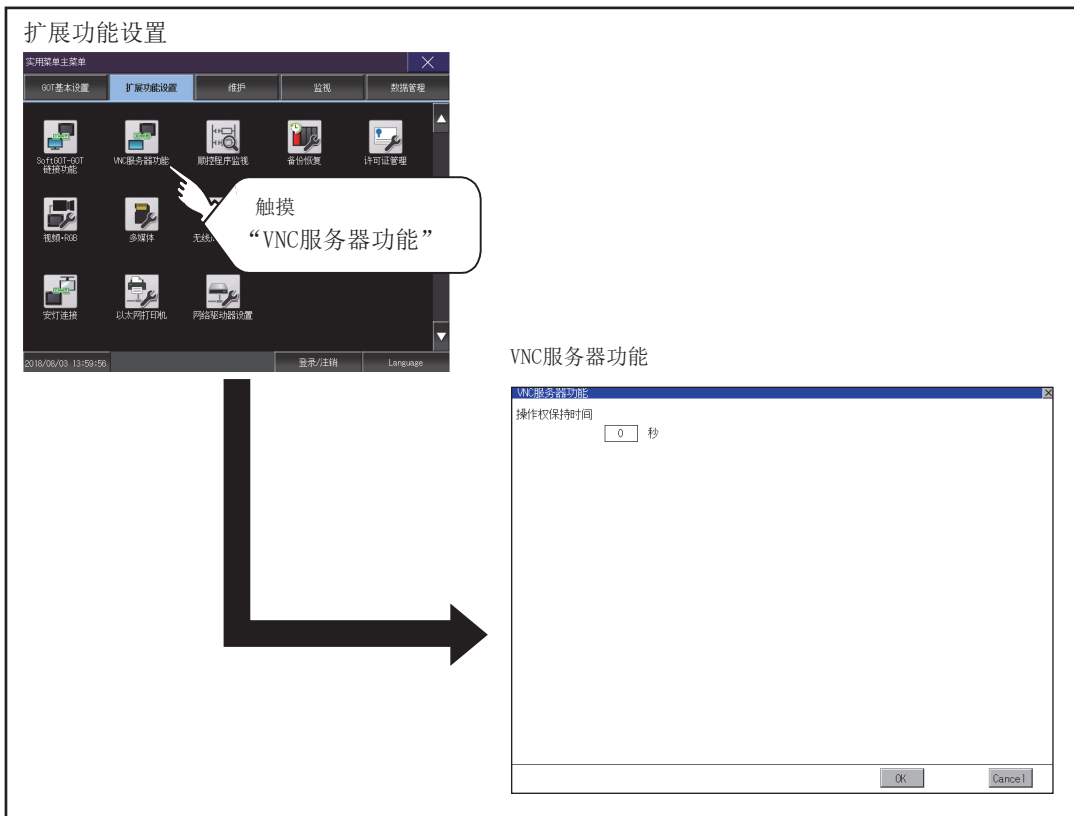 扩展功能设置
实用菜单主菜单
GOT基本设置 扩展功能设置 维护 监视 数据管理
SoftGOT-GOT
链接功能
VNC服务器功能 顺控程序监视 备份恢复 许可证管理
触摸
“VNC服务器功能”
视频·RGB 多媒体 无线
安灯连接 以太网打印机 网络驱动器设置
2018/08/03 13:59:56 登录/注销 Language
VNC服务器功能
VNC服务器功能
操作权保持时间
0 秒
OK Cancel